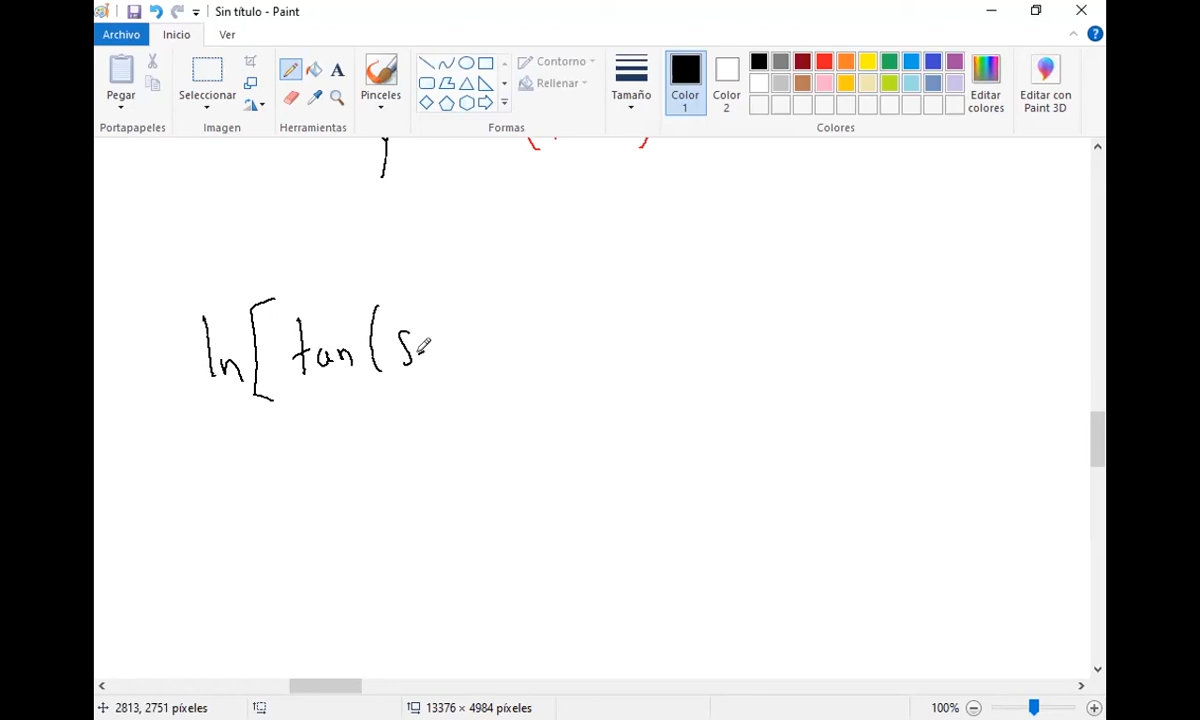 Sin título - Paint
Archivo Inicio Ver
Pegar
Seleccionar
A
Pinceles
Contorno
Rellenar
Tamaño
Color 1
Color 2
Editar colores
Editar con Paint 3D
Portapapeles Imagen Herramientas Formas Colores
ln[ tan(s
2813, 2751 píxeles 13376 × 4984 píxeles 100%